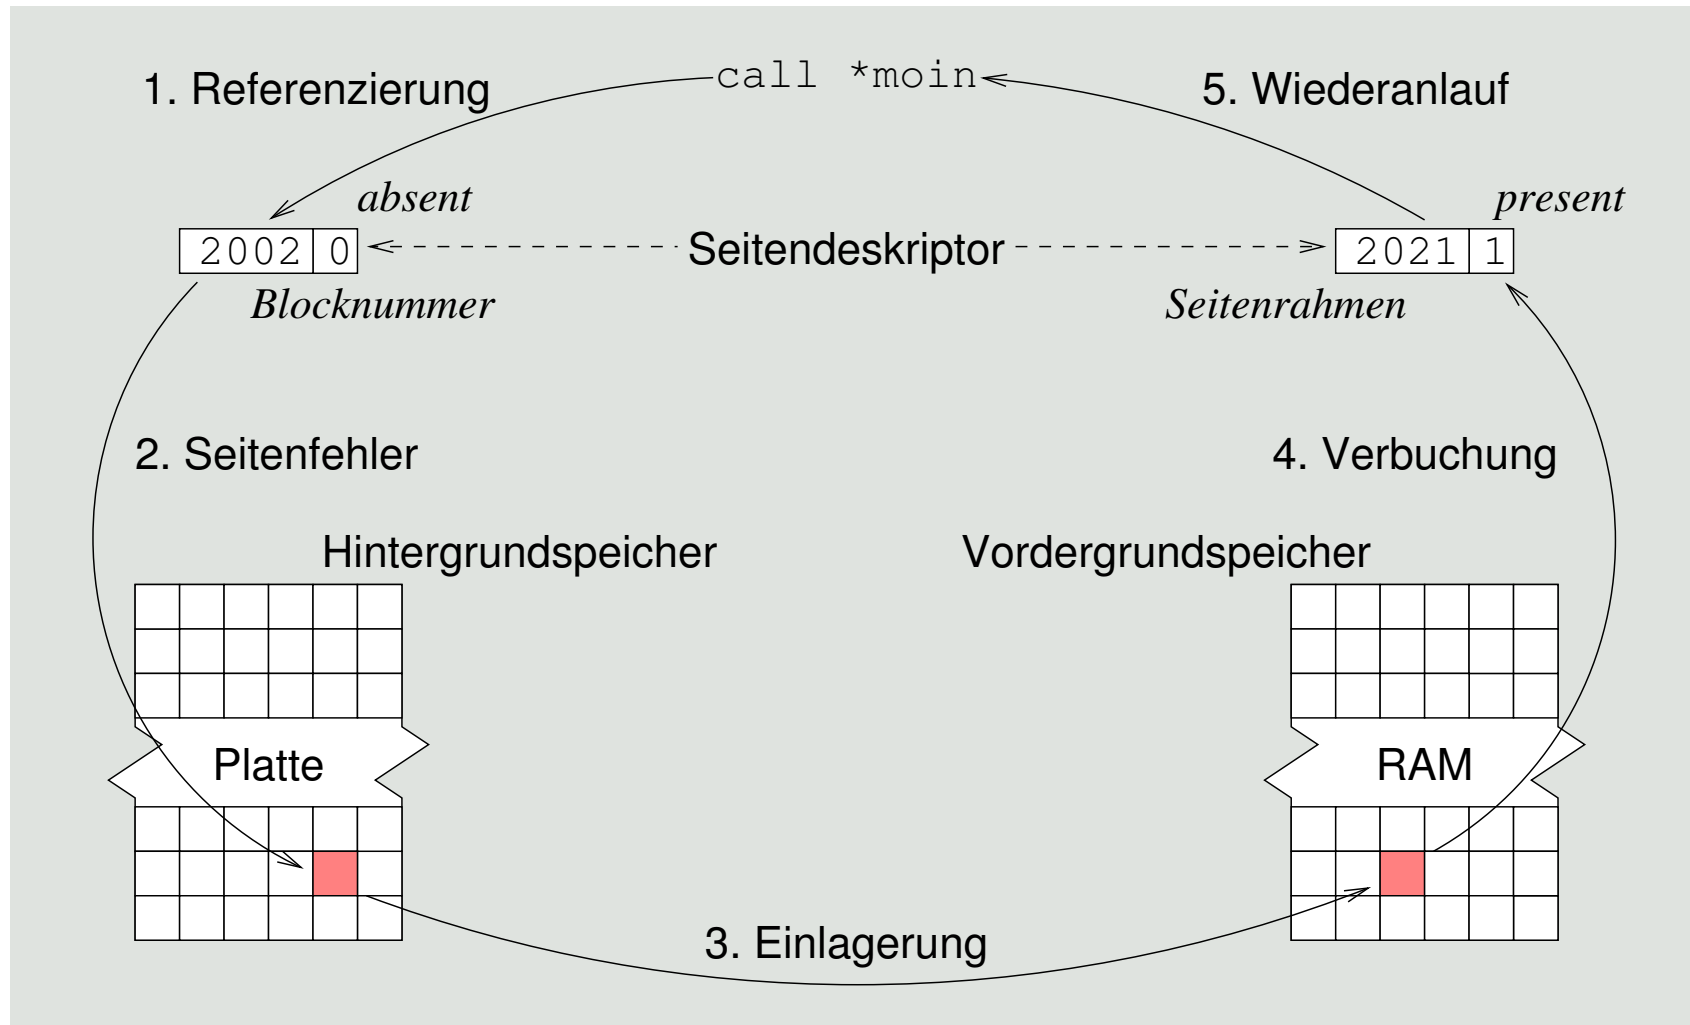 call *moin
1. Referenzierung
5. Wiederanlauf
absent
present
2002 0
Seitendeskriptor
2021 1
Blocknummer
Seitenrahmen
2. Seitenfehler
4. Verbuchung
Hintergrundspeicher
Vordergrundspeicher
Platte
RAM
3. Einlagerung